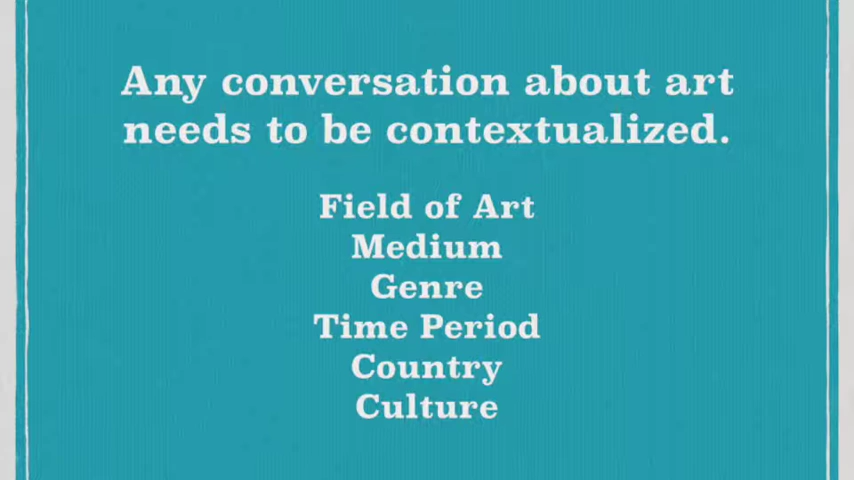 Any conversation about art
needs to be contextualized.
Field of Art
Medium
Genre
Time Period
Country
Culture